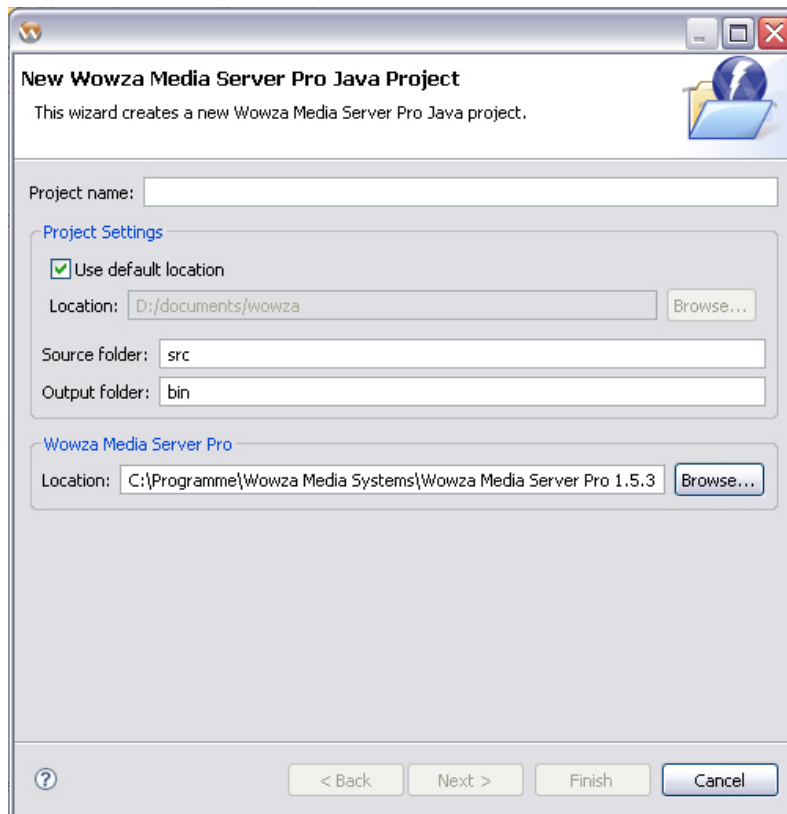 New Wowza Media Server Pro Java Project
This wizard creates a new Wowza Media Server Pro Java project.
Project name:
Project Settings
Use default location
Location: D:/documents/wowza Browse...
Source folder: src
Output folder: bin
Wowza Media Server Pro
Location: C:\Programme\Wowza Media Systems\Wowza Media Server Pro 1.5.3 Browse...
? < Back Next > Finish Cancel